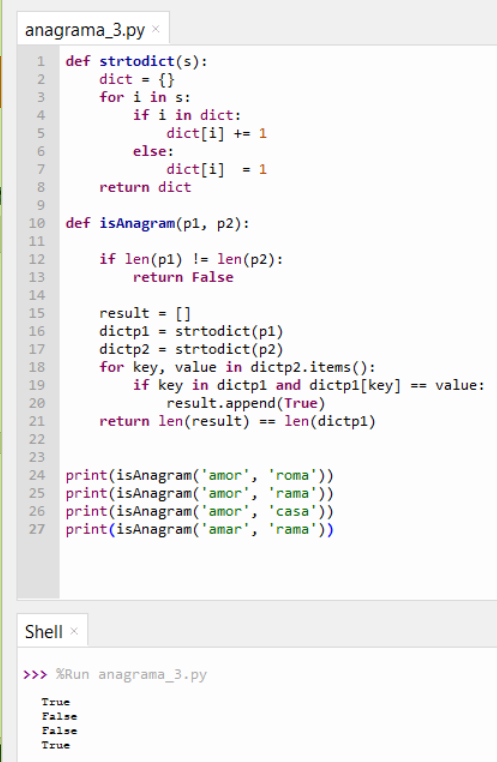 anagrama_3.py ×
1 def strtodict(s):
2     dict = {}
3     for i in s:
4         if i in dict:
5             dict[i] += 1
6         else:
7             dict[i]  = 1
8     return dict
9
10 def isAnagram(p1, p2):
11
12     if len(p1) != len(p2):
13         return False
14
15     result = []
16     dictp1 = strtodict(p1)
17     dictp2 = strtodict(p2)
18     for key, value in dictp2.items():
19         if key in dictp1 and dictp1[key] == value:
20             result.append(True)
21     return len(result) == len(dictp1)
22
23
24 print(isAnagram('amor', 'roma'))
25 print(isAnagram('amor', 'rama'))
26 print(isAnagram('amor', 'casa'))
27 print(isAnagram('amar', 'rama'))
Shell ×
>>> %Run anagrama_3.py
True
False
False
True